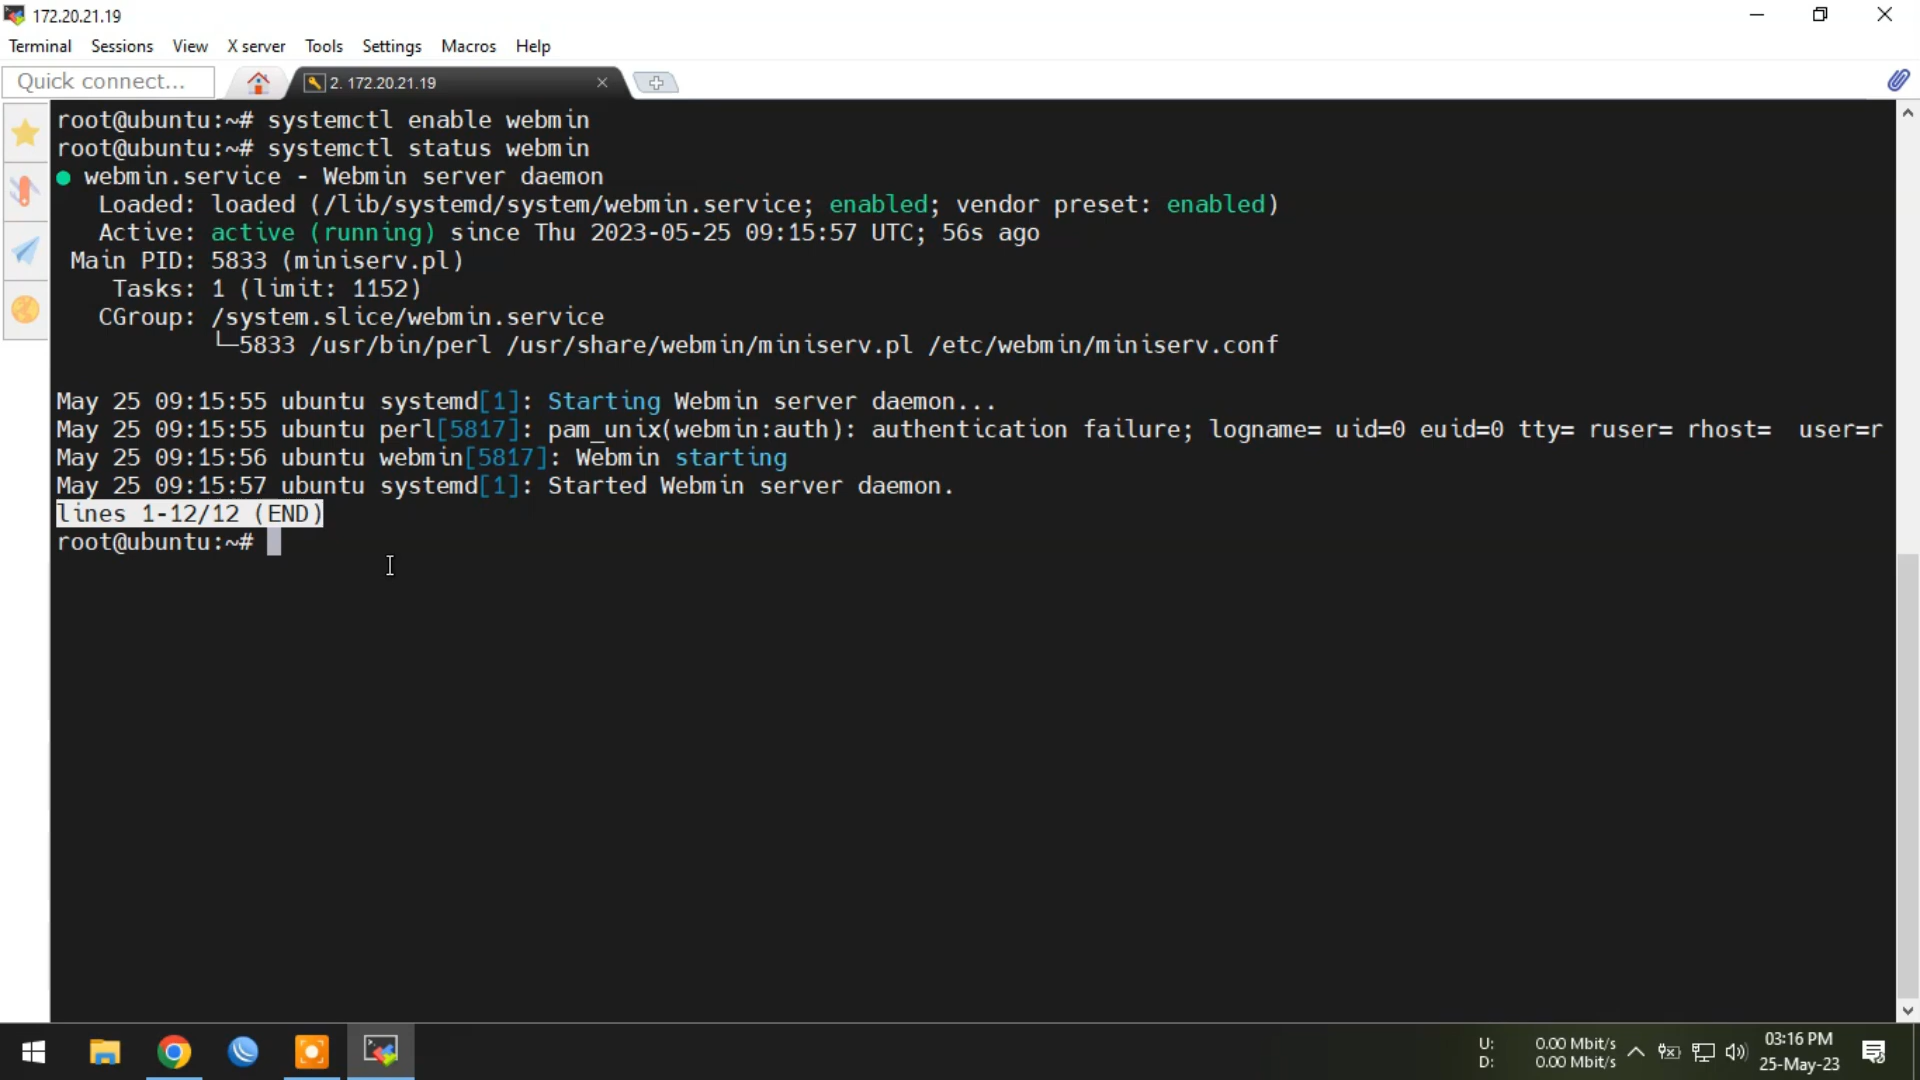 172.20.21.19
Terminal Sessions View X server Tools Settings Macros Help
Quick connect... 2. 172.20.21.19
root@ubuntu:~# systemctl enable webmin
root@ubuntu:~# systemctl status webmin
● webmin.service - Webmin server daemon
   Loaded: loaded (/lib/systemd/system/webmin.service; enabled; vendor preset: enabled)
   Active: active (running) since Thu 2023-05-25 09:15:57 UTC; 56s ago
 Main PID: 5833 (miniserv.pl)
    Tasks: 1 (limit: 1152)
   CGroup: /system.slice/webmin.service
           └─5833 /usr/bin/perl /usr/share/webmin/miniserv.pl /etc/webmin/miniserv.conf
May 25 09:15:55 ubuntu systemd[1]: Starting Webmin server daemon...
May 25 09:15:55 ubuntu perl[5817]: pam_unix(webmin:auth): authentication failure; logname= uid=0 euid=0 tty= ruser= rhost=  user=r
May 25 09:15:56 ubuntu webmin[5817]: Webmin starting
May 25 09:15:57 ubuntu systemd[1]: Started Webmin server daemon.
lines 1-12/12 (END)
root@ubuntu:~#
U: 0.00 Mbit/s
D: 0.00 Mbit/s
03:16 PM
25-May-23